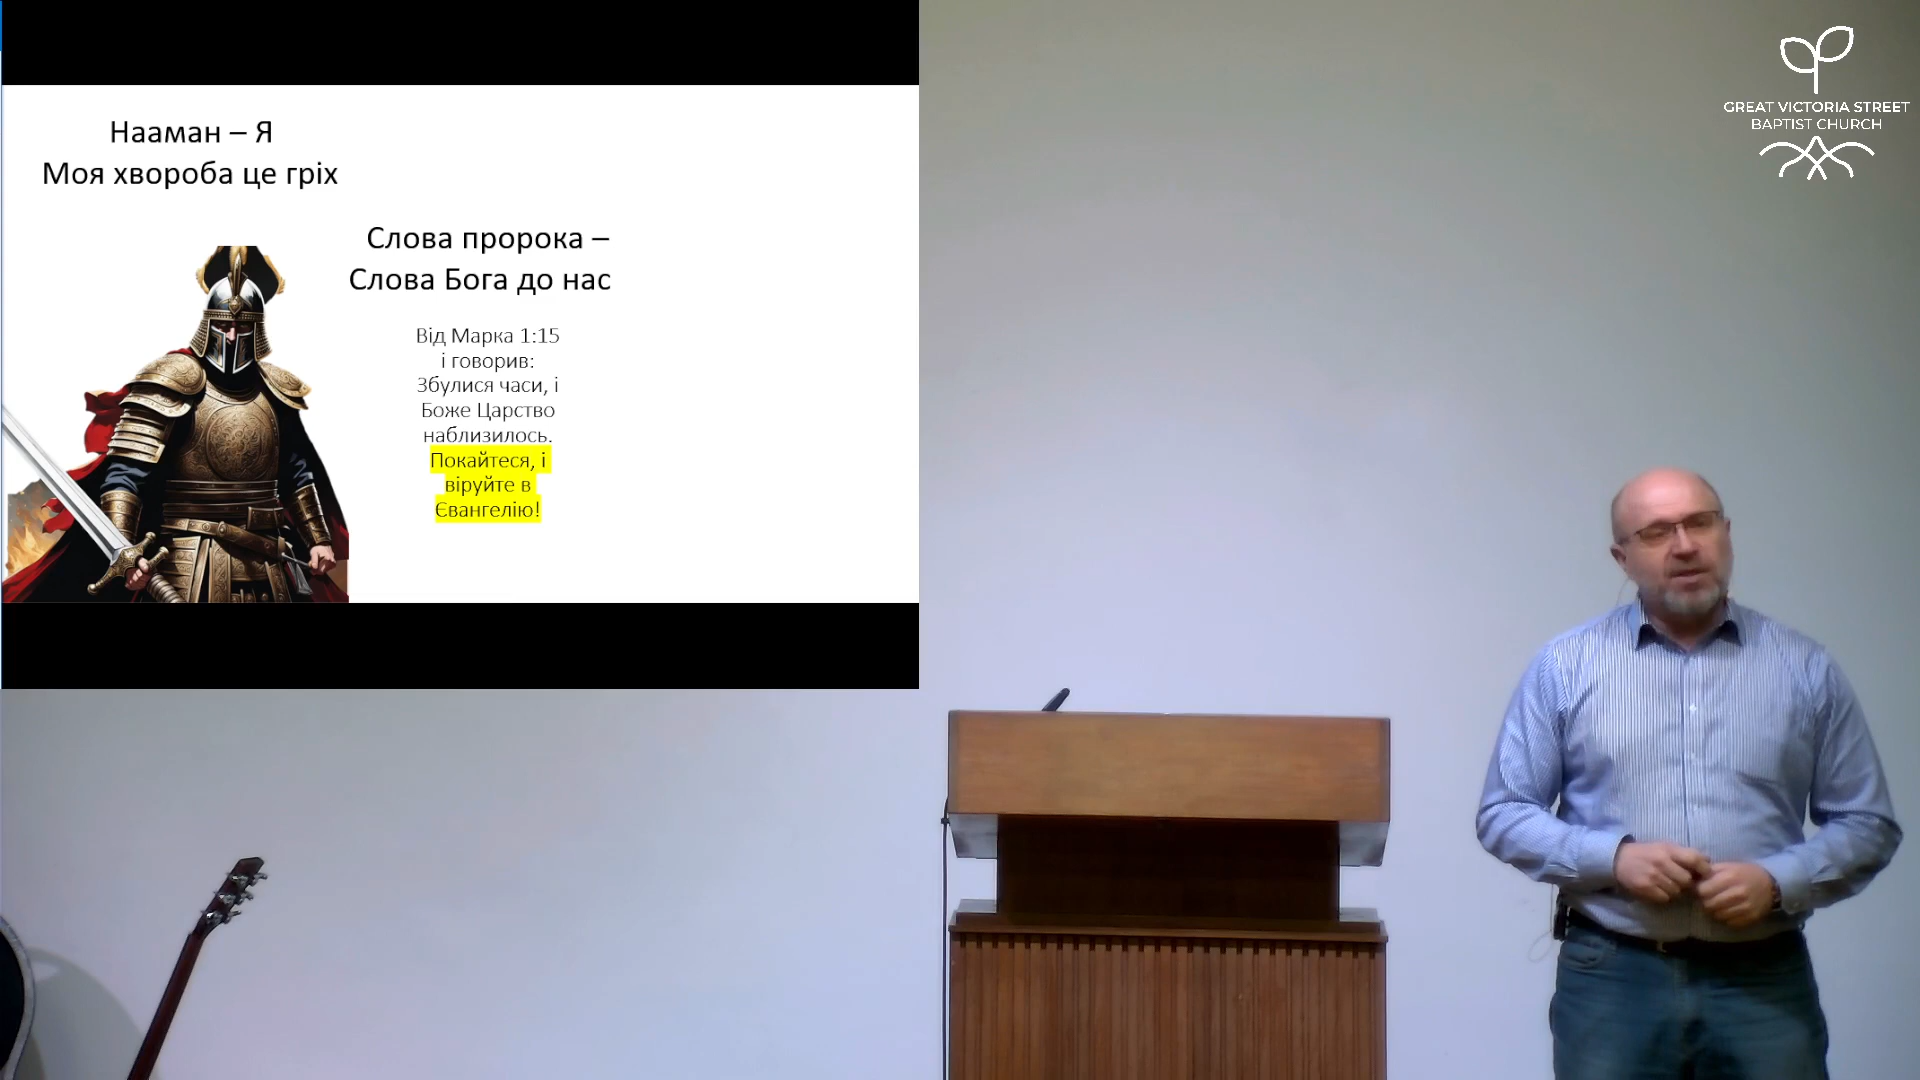 Нааман – Я
Моя хвороба це гріх
Слова пророка –
Слова Бога до нас
Від Марка 1:15
і говорив:
Збулися часи, і
Боже Царство
наблизилось.
Покайтеся, і
віруйте в
Євангелію!
GREAT VICTORIA STREET
BAPTIST CHURCH